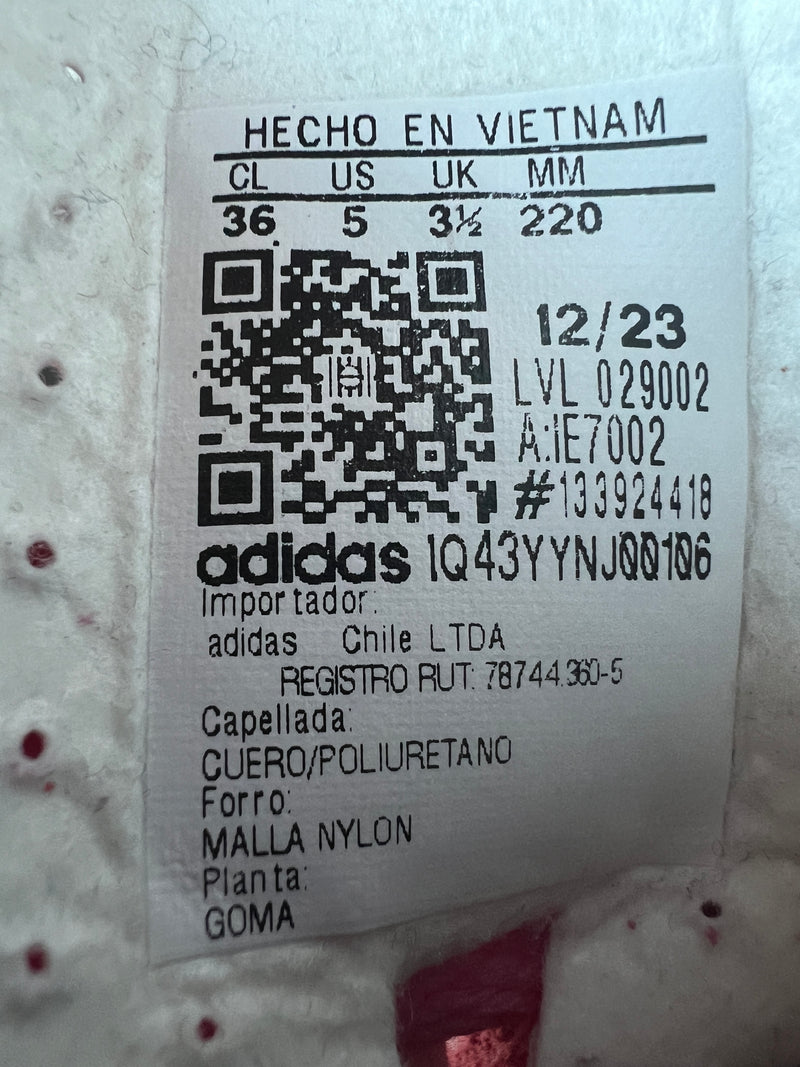 HECHO EN VIETNAM
CL US UK MM
36 5 3½ 220
12/23
LVL 029002
A:IE7002
#133924418
adidas 1Q43YYNJ00106
Importador:
adidas Chile LTDA
REGISTRO RUT: 78744.360-5
Capellada:
CUERO/POLIURETANO
Forro:
MALLA NYLON
Planta:
GOMA